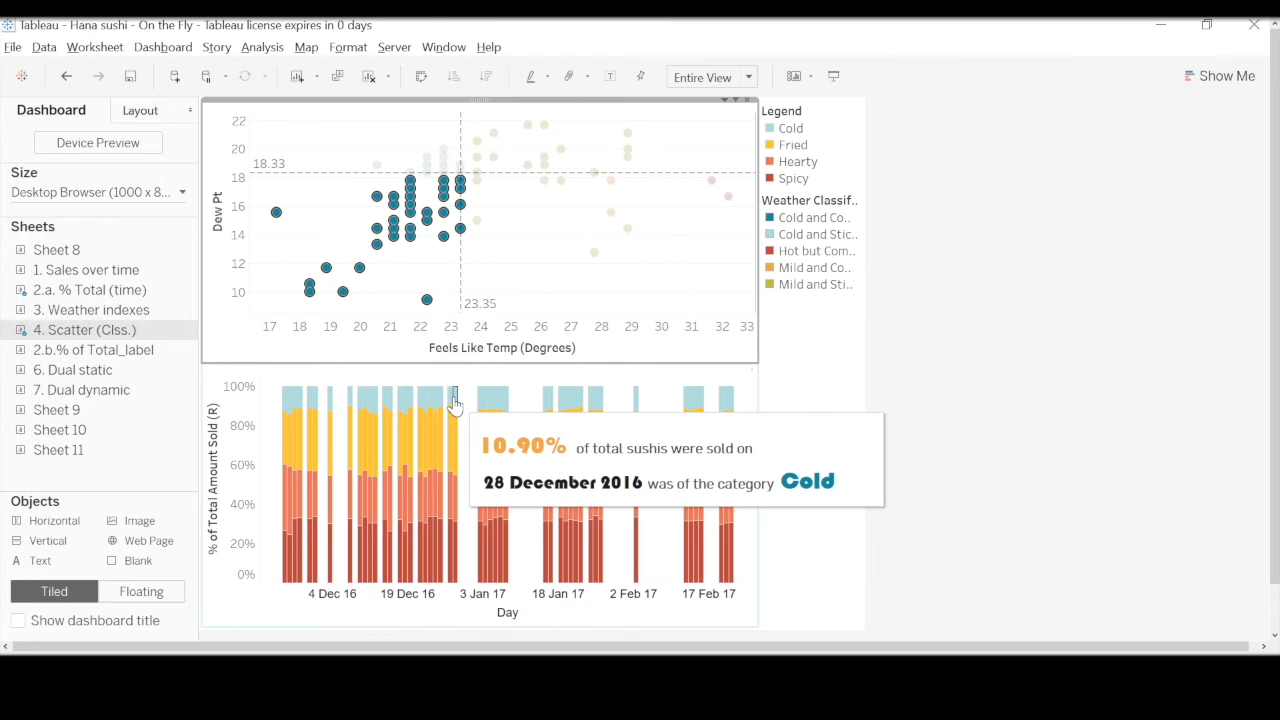 Tableau - Hana sushi - On the Fly - Tableau license expires in 0 days
File Data Worksheet Dashboard Story Analysis Map Format Server Window Help
Entire View
Show Me
Dashboard Layout
Device Preview
Size
Desktop Browser (1000 x 8...
Sheets
Sheet 8
1. Sales over time
2.a. % Total (time)
3. Weather indexes
4. Scatter (Clss.)
2.b.% of Total_label
6. Dual static
7. Dual dynamic
Sheet 9
Sheet 10
Sheet 11
Objects
Horizontal Image
Vertical Web Page
Text Blank
Tiled Floating
Show dashboard title
Dew Pt
22
20
18
16
14
12
10
18.33
23.35
17 18 19 20 21 22 23 24 25 26 27 28 29 30 31 32 33
Feels Like Temp (Degrees)
Legend
Cold
Fried
Hearty
Spicy
Weather Classif..
Cold and Co..
Cold and Stic..
Hot but Com..
Mild and Co..
Mild and Sti..
% of Total Amount Sold (R)
100%
80%
60%
40%
20%
0%
10.90% of total sushis were sold on
28 December 2016 was of the category Cold
4 Dec 16 19 Dec 16 3 Jan 17 18 Jan 17 2 Feb 17 17 Feb 17
Day